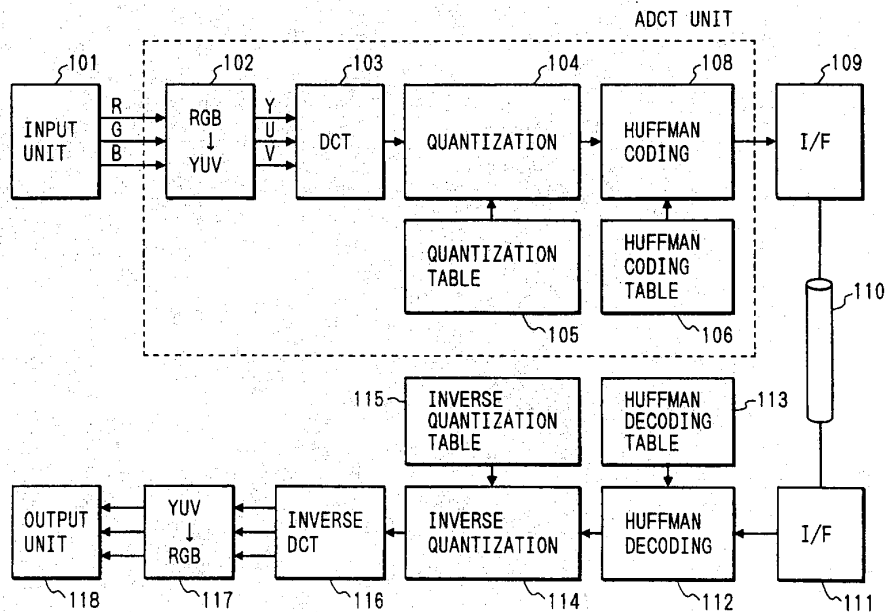 ADCT UNIT
101
102
103
104
108
109
INPUT
UNIT
R
G
B
RGB
↓
YUV
Y
U
V
DCT
QUANTIZATION
HUFFMAN
CODING
I/F
QUANTIZATION
TABLE
HUFFMAN
CODING
TABLE
105
106
110
115
INVERSE
QUANTIZATION
TABLE
HUFFMAN
DECODING
TABLE
113
OUTPUT
UNIT
YUV
↓
RGB
INVERSE
DCT
INVERSE
QUANTIZATION
HUFFMAN
DECODING
I/F
118
117
116
114
112
111